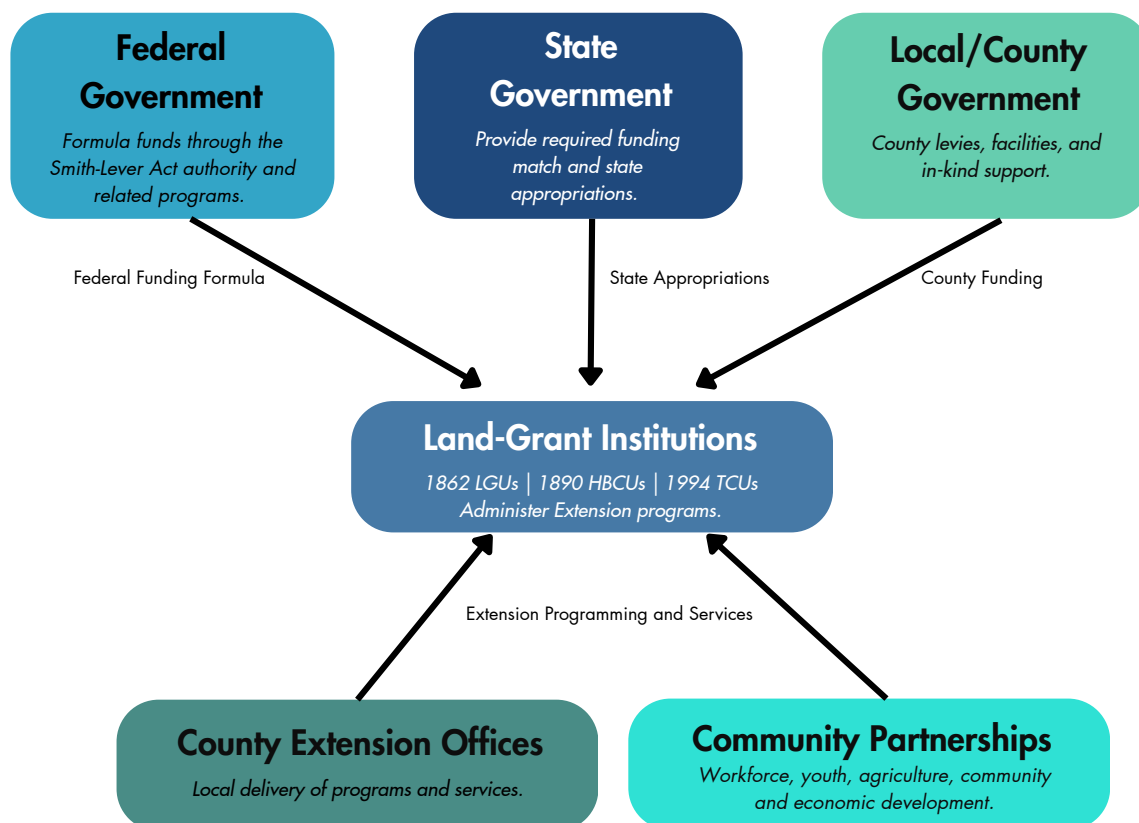 Federal
Government
Formula funds through the
Smith-Lever Act authority and
related programs.
State
Government
Provide required funding
match and state
appropriations.
Local/County
Government
County levies, facilities, and
in-kind support.
Federal Funding Formula
State Appropriations
County Funding
Land-Grant Institutions
1862 LGUs | 1890 HBCUs | 1994 TCUs
Administer Extension programs.
Extension Programming and Services
County Extension Offices
Local delivery of programs and services.
Community Partnerships
Workforce, youth, agriculture, community
and economic development.